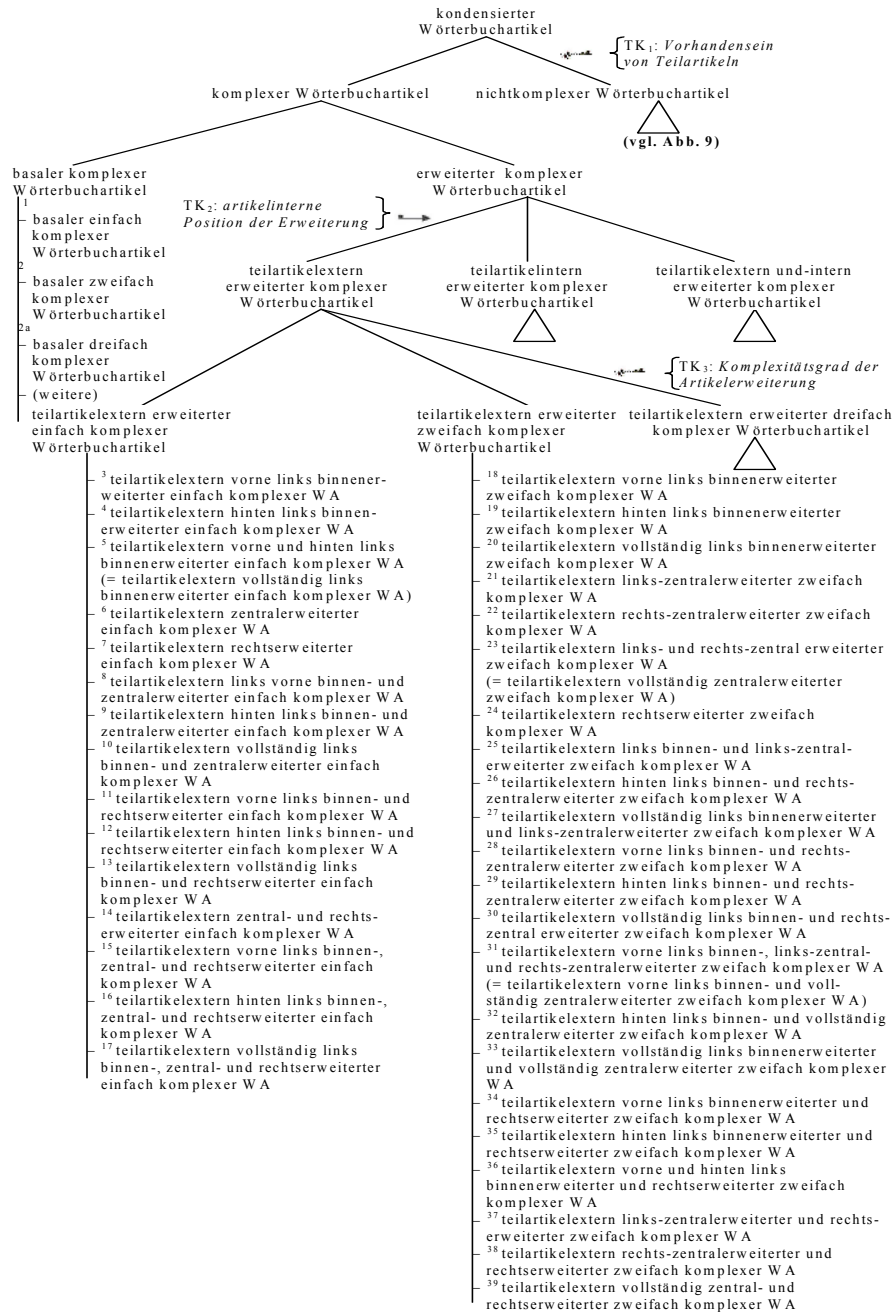 kondensierter
Wörterbuchartikel
TK1: Vorhandensein
von Teilartikeln
komplexer Wörterbuchartikel
nichtkomplexer Wörterbuchartikel
(vgl. Abb. 9)
basaler komplexer
Wörterbuchartikel
erweiterter komplexer
Wörterbuchartikel
TK2: artikelinterne
Position der Erweiterung
1
basaler einfach
komplexer
Wörterbuchartikel
2
basaler zweifach
komplexer
Wörterbuchartikel
2a
basaler dreifach
komplexer
Wörterbuchartikel
(weitere)
teilartikelextern
erweiterter komplexer
Wörterbuchartikel
teilartikelintern
erweiterter komplexer
Wörterbuchartikel
teilartikelextern und-intern
erweiterter komplexer
Wörterbuchartikel
TK3: Komplexitätsgrad der
Artikelerweiterung
teilartikelextern erweiterter
einfach komplexer
Wörterbuchartikel
teilartikelextern erweiterter
zweifach komplexer
Wörterbuchartikel
teilartikelextern erweiterter dreifach
komplexer Wörterbuchartikel
3 teilartikelextern vorne links binnener-
weiterter einfach komplexer WA
4 teilartikelextern hinten links binnen-
erweiterter einfach komplexer WA
5 teilartikelextern vorne und hinten links
binnenerweiterter einfach komplexer WA
(= teilartikelextern vollständig links
binnenerweiterter einfach komplexer WA)
6 teilartikelextern zentralerweiterter
einfach komplexer WA
7 teilartikelextern rechtserweiterter
einfach komplexer WA
8 teilartikelextern links vorne binnen- und
zentralerweiterter einfach komplexer WA
9 teilartikelextern hinten links binnen- und
zentralerweiterter einfach komplexer WA
10 teilartikelextern vollständig links
binnen- und zentralerweiterter einfach
komplexer WA
11 teilartikelextern vorne links binnen- und
rechtserweiterter einfach komplexer WA
12 teilartikelextern hinten links binnen- und
rechtserweiterter einfach komplexer WA
13 teilartikelextern vollständig links
binnen- und rechtserweiterter einfach
komplexer WA
14 teilartikelextern zentral- und rechts-
erweiterter einfach komplexer WA
15 teilartikelextern vorne links binnen-,
zentral- und rechtserweiterter einfach
komplexer WA
16 teilartikelextern hinten links binnen-,
zentral- und rechtserweiterter einfach
komplexer WA
17 teilartikelextern vollständig links
binnen-, zentral- und rechtserweiterter
einfach komplexer WA
18 teilartikelextern vorne links binnenerweiterter
zweifach komplexer WA
19 teilartikelextern hinten links binnenerweiterter
zweifach komplexer WA
20 teilartikelextern vollständig links binnenerweiterter
zweifach komplexer WA
21 teilartikelextern links-zentralerweiterter zweifach
komplexer WA
22 teilartikelextern rechts-zentralerweiterter zweifach
komplexer WA
23 teilartikelextern links- und rechts-zentral erweiterter
zweifach komplexer WA
(= teilartikelextern vollständig zentralerweiterter
zweifach komplexer WA)
24 teilartikelextern rechtserweiterter zweifach
komplexer WA
25 teilartikelextern links binnen- und links-zentral-
erweiterter zweifach komplexer WA
26 teilartikelextern hinten links binnen- und rechts-
zentralerweiterter zweifach komplexer WA
27 teilartikelextern vollständig links binnenerweiterter
und links-zentralerweiterter zweifach komplexer WA
28 teilartikelextern vorne links binnen- und rechts-
zentralerweiterter zweifach komplexer WA
29 teilartikelextern hinten links binnen- und rechts-
zentralerweiterter zweifach komplexer WA
30 teilartikelextern vollständig links binnen- und rechts-
zentral erweiterter zweifach komplexer WA
31 teilartikelextern vorne links binnen-, links-zentral-
und rechts-zentralerweiterter zweifach komplexer WA
(= teilartikelextern vorne links binnen- und voll-
ständig zentralerweiterter zweifach komplexer WA)
32 teilartikelextern hinten links binnen- und vollständig
zentralerweiterter zweifach komplexer WA
33 teilartikelextern vollständig links binnenerweiterter
und vollständig zentralerweiterter zweifach komplexer
WA
34 teilartikelextern vorne links binnenerweiterter und
rechtserweiterter zweifach komplexer WA
35 teilartikelextern hinten links binnenerweiterter und
rechtserweiterter zweifach komplexer WA
36 teilartikelextern vorne und hinten links
binnenerweiterter und rechtserweiterter zweifach
komplexer WA
37 teilartikelextern links-zentralerweiterter und rechts-
erweiterter zweifach komplexer WA
38 teilartikelextern rechts-zentralerweiterter und
rechtserweiterter zweifach komplexer WA
39 teilartikelextern vollständig zentral- und
rechtserweiterter zweifach komplexer WA